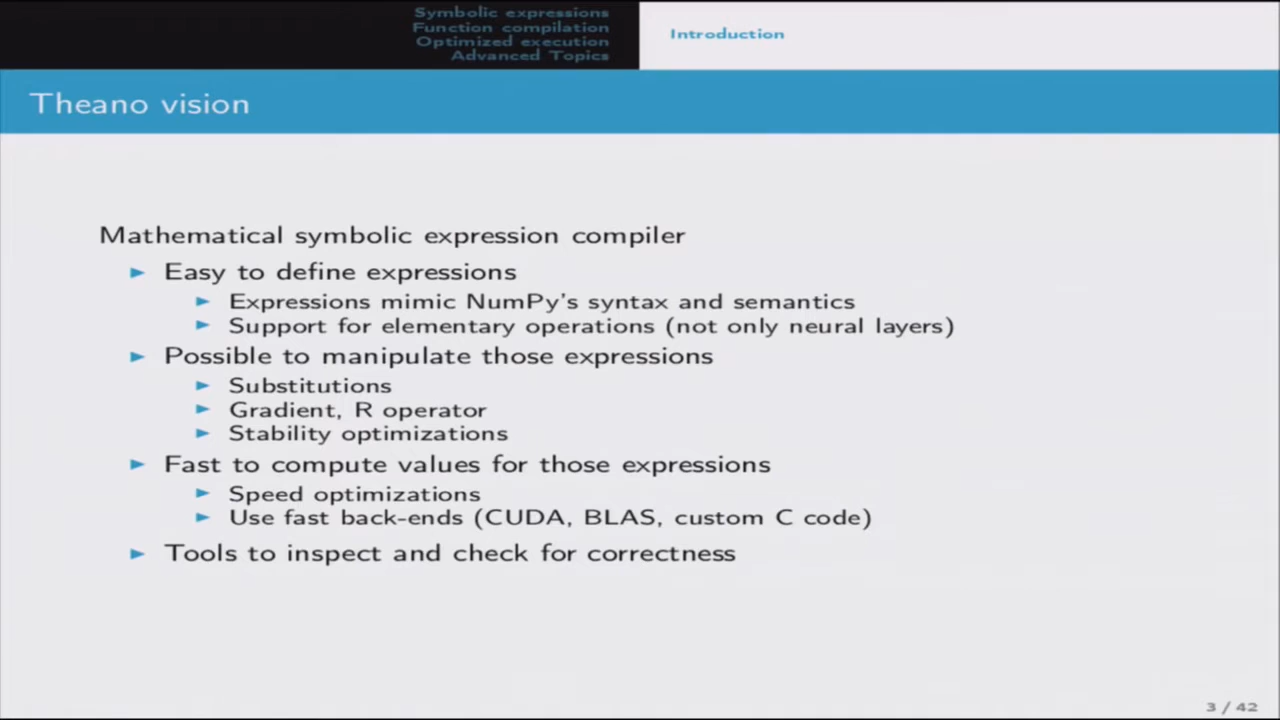 Symbolic expressions
Function compilation
Optimized execution
Advanced Topics
Introduction
Theano vision
Mathematical symbolic expression compiler
Easy to define expressions
Expressions mimic NumPy's syntax and semantics
Support for elementary operations (not only neural layers)
Possible to manipulate those expressions
Substitutions
Gradient, R operator
Stability optimizations
Fast to compute values for those expressions
Speed optimizations
Use fast back-ends (CUDA, BLAS, custom C code)
Tools to inspect and check for correctness
3 / 42